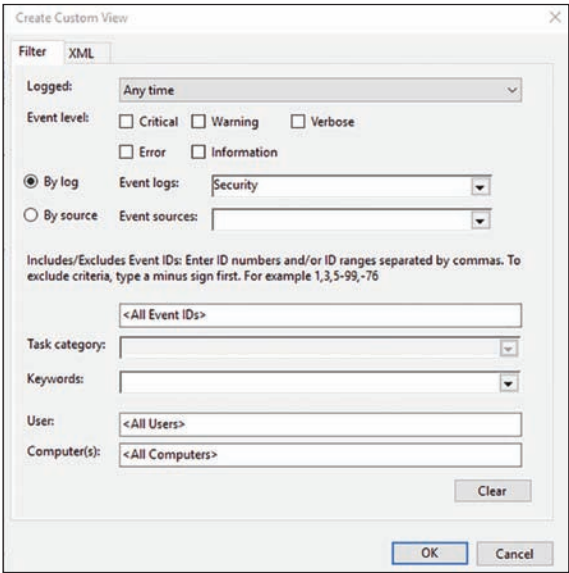 Create Custom View
Filter XML
Logged: Any time
Event level: Critical Warning Verbose
Error Information
By log Event logs: Security
By source Event sources:
Includes/Excludes Event IDs: Enter ID numbers and/or ID ranges separated by commas. To
exclude criteria, type a minus sign first. For example 1,3,5-99,-76
<All Event IDs>
Task category:
Keywords:
User: <All Users>
Computer(s): <All Computers>
Clear
OK Cancel